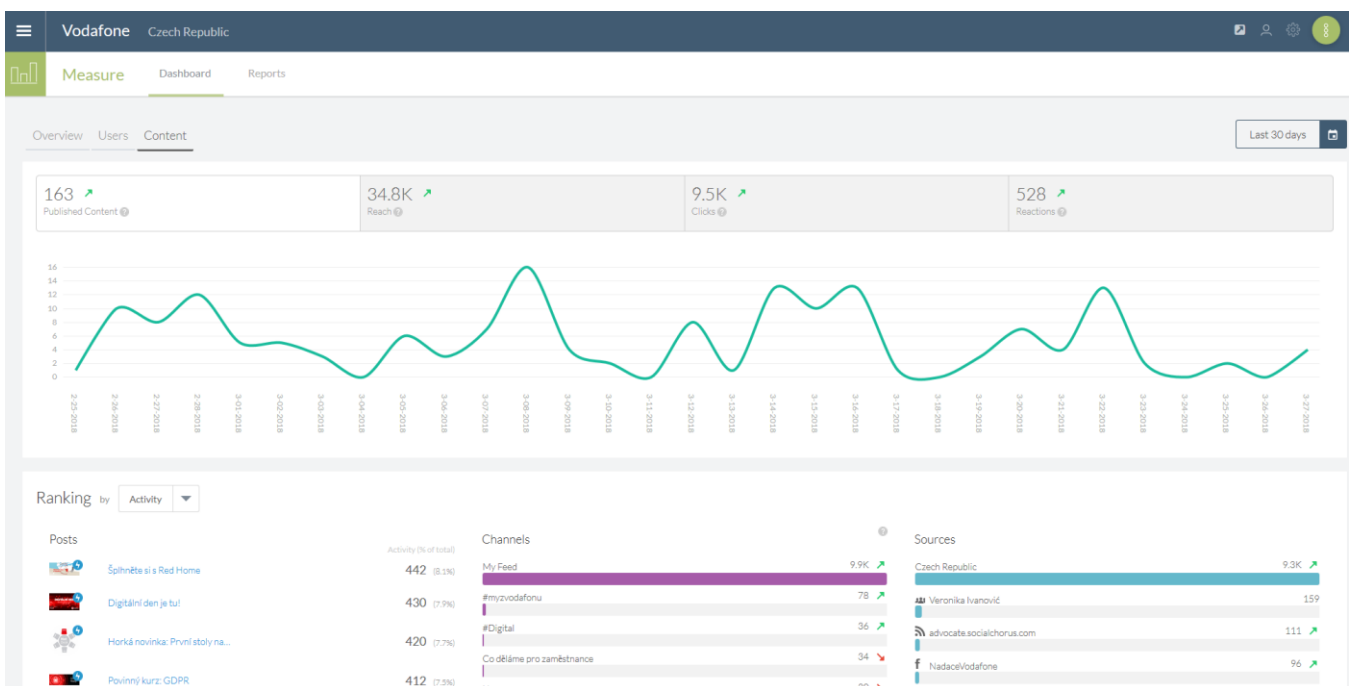 Vodafone Czech Republic
Measure Dashboard Reports
Overview Users Content
Last 30 days
163 34.8K 9.5K 528
Published Content Reach Clicks Reactions
16
14
12
10
8
6
4
2
0
2-25-2018 2-26-2018 2-27-2018 2-28-2018 3-01-2018 3-02-2018 3-03-2018 3-04-2018 3-05-2018 3-06-2018 3-07-2018 3-08-2018 3-09-2018 3-10-2018 3-11-2018 3-12-2018 3-13-2018 3-14-2018 3-15-2018 3-16-2018 3-17-2018 3-18-2018 3-19-2018 3-20-2018 3-21-2018 3-22-2018 3-23-2018 3-24-2018 3-25-2018 3-26-2018 3-27-2018
Ranking by Activity
Posts
Activity (% of total)
Šplhněte si s Red Home 442 (8.1%)
Digitální den je tu! 430 (7.9%)
Horká novinka: První stoly na... 420 (7.7%)
Povinný kurz: GDPR 412 (7.5%)
Channels
My Feed 9.9K
#myzvodafonu 78
#Digital 36
Co děláme pro zaměstnance 34
Sources
Czech Republic 9.3K
Veronika Ivanović 159
advocate.socialchorus.com 111
NadaceVodafone 96